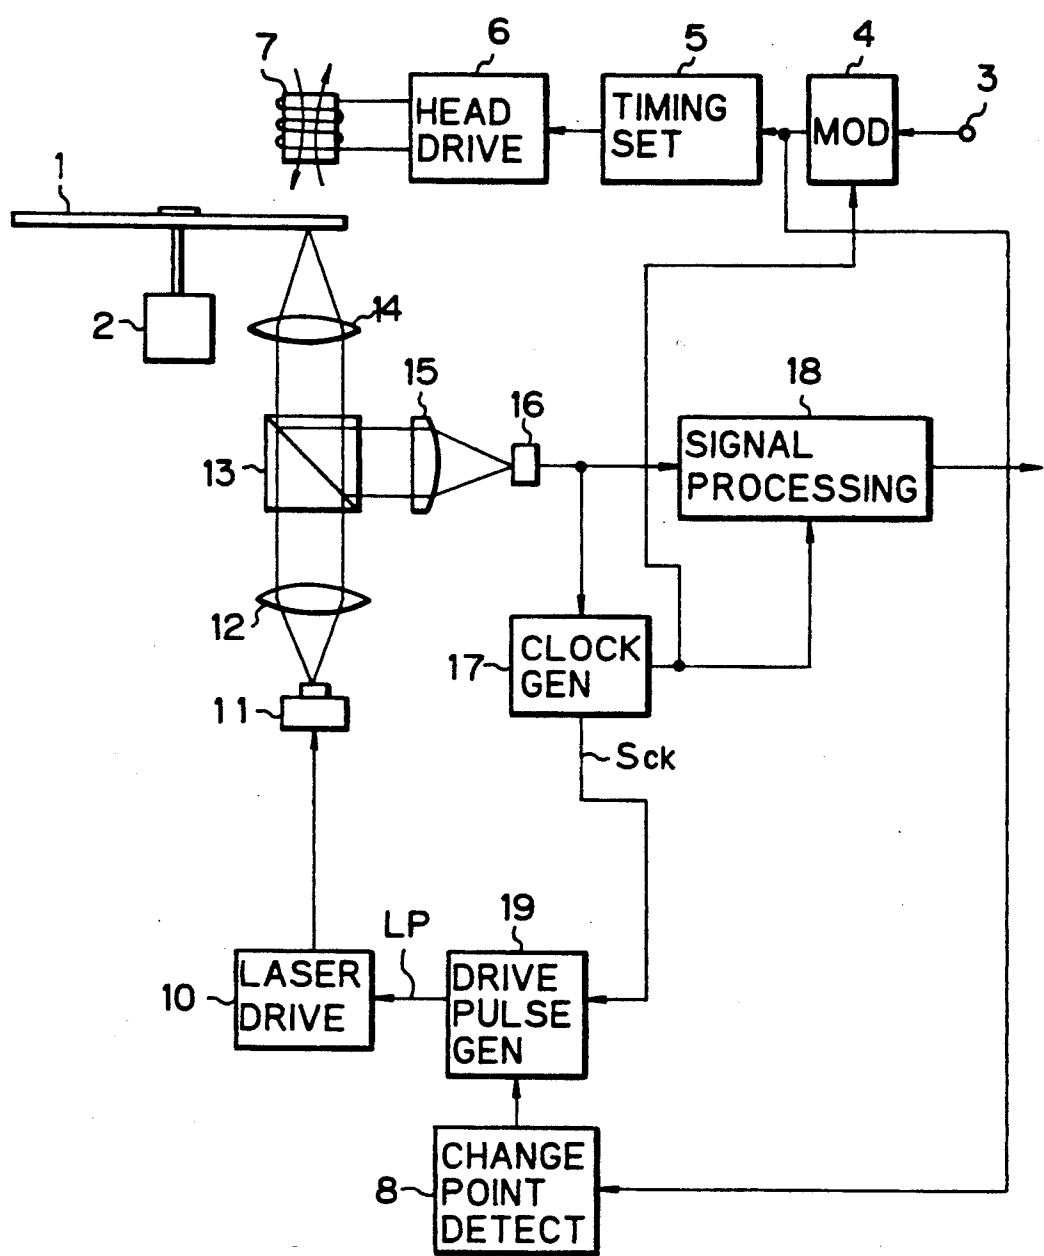 7
6
5
4
3
HEAD
DRIVE
TIMING
SET
MOD
1
2
14
15
16
18
13
SIGNAL
PROCESSING
12
17
CLOCK
GEN
11
Sck
19
LP
10
LASER
DRIVE
DRIVE
PULSE
GEN
8
CHANGE
POINT
DETECT